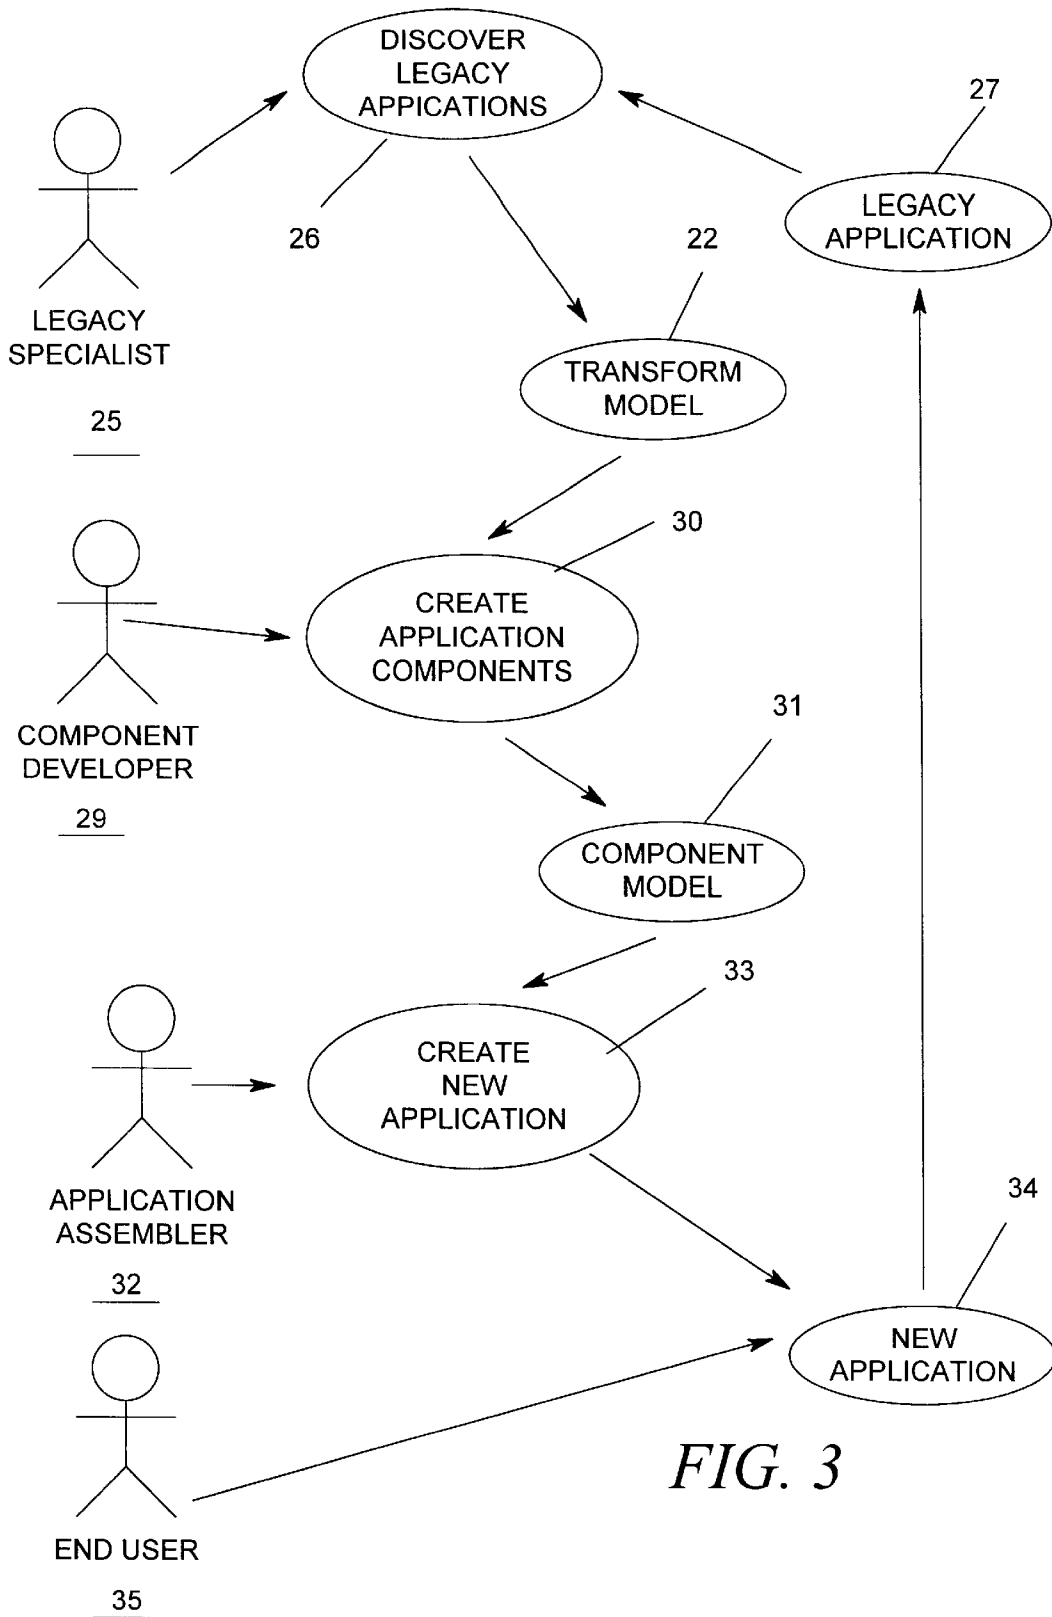 DISCOVER
LEGACY
APPICATIONS
27
LEGACY
APPLICATION
26
22
LEGACY
SPECIALIST
25
TRANSFORM
MODEL
30
CREATE
APPLICATION
COMPONENTS
COMPONENT
DEVELOPER
29
31
COMPONENT
MODEL
33
CREATE
NEW
APPLICATION
APPLICATION
ASSEMBLER
32
34
NEW
APPLICATION
FIG. 3
END USER
35